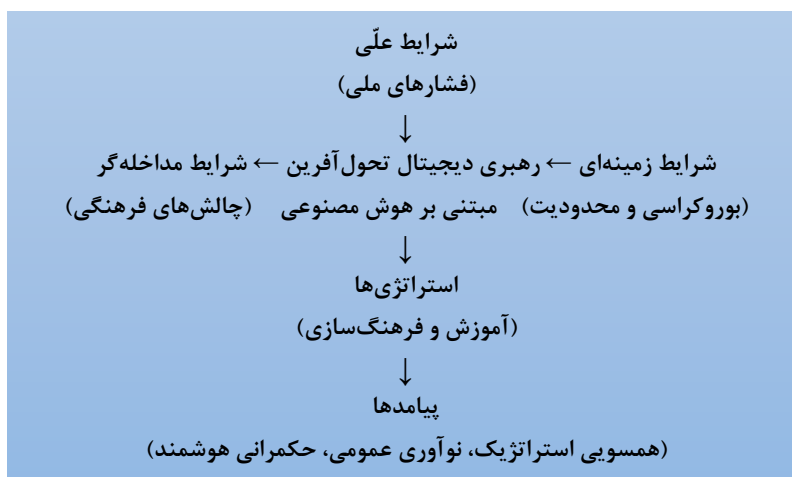 شرایط علّی
(فشارهای ملی)
↓
شرایط زمینه‌ای ← رهبری دیجیتال تحول‌آفرین ← شرایط مداخله‌گر
(بوروکراسی و محدودیت) مبتنی بر هوش مصنوعی (چالش‌های فرهنگی)
↓
استراتژی‌ها
(آموزش و فرهنگ‌سازی)
↓
پیامدها
(همسویی استراتژیک، نوآوری عمومی، حکمرانی هوشمند)